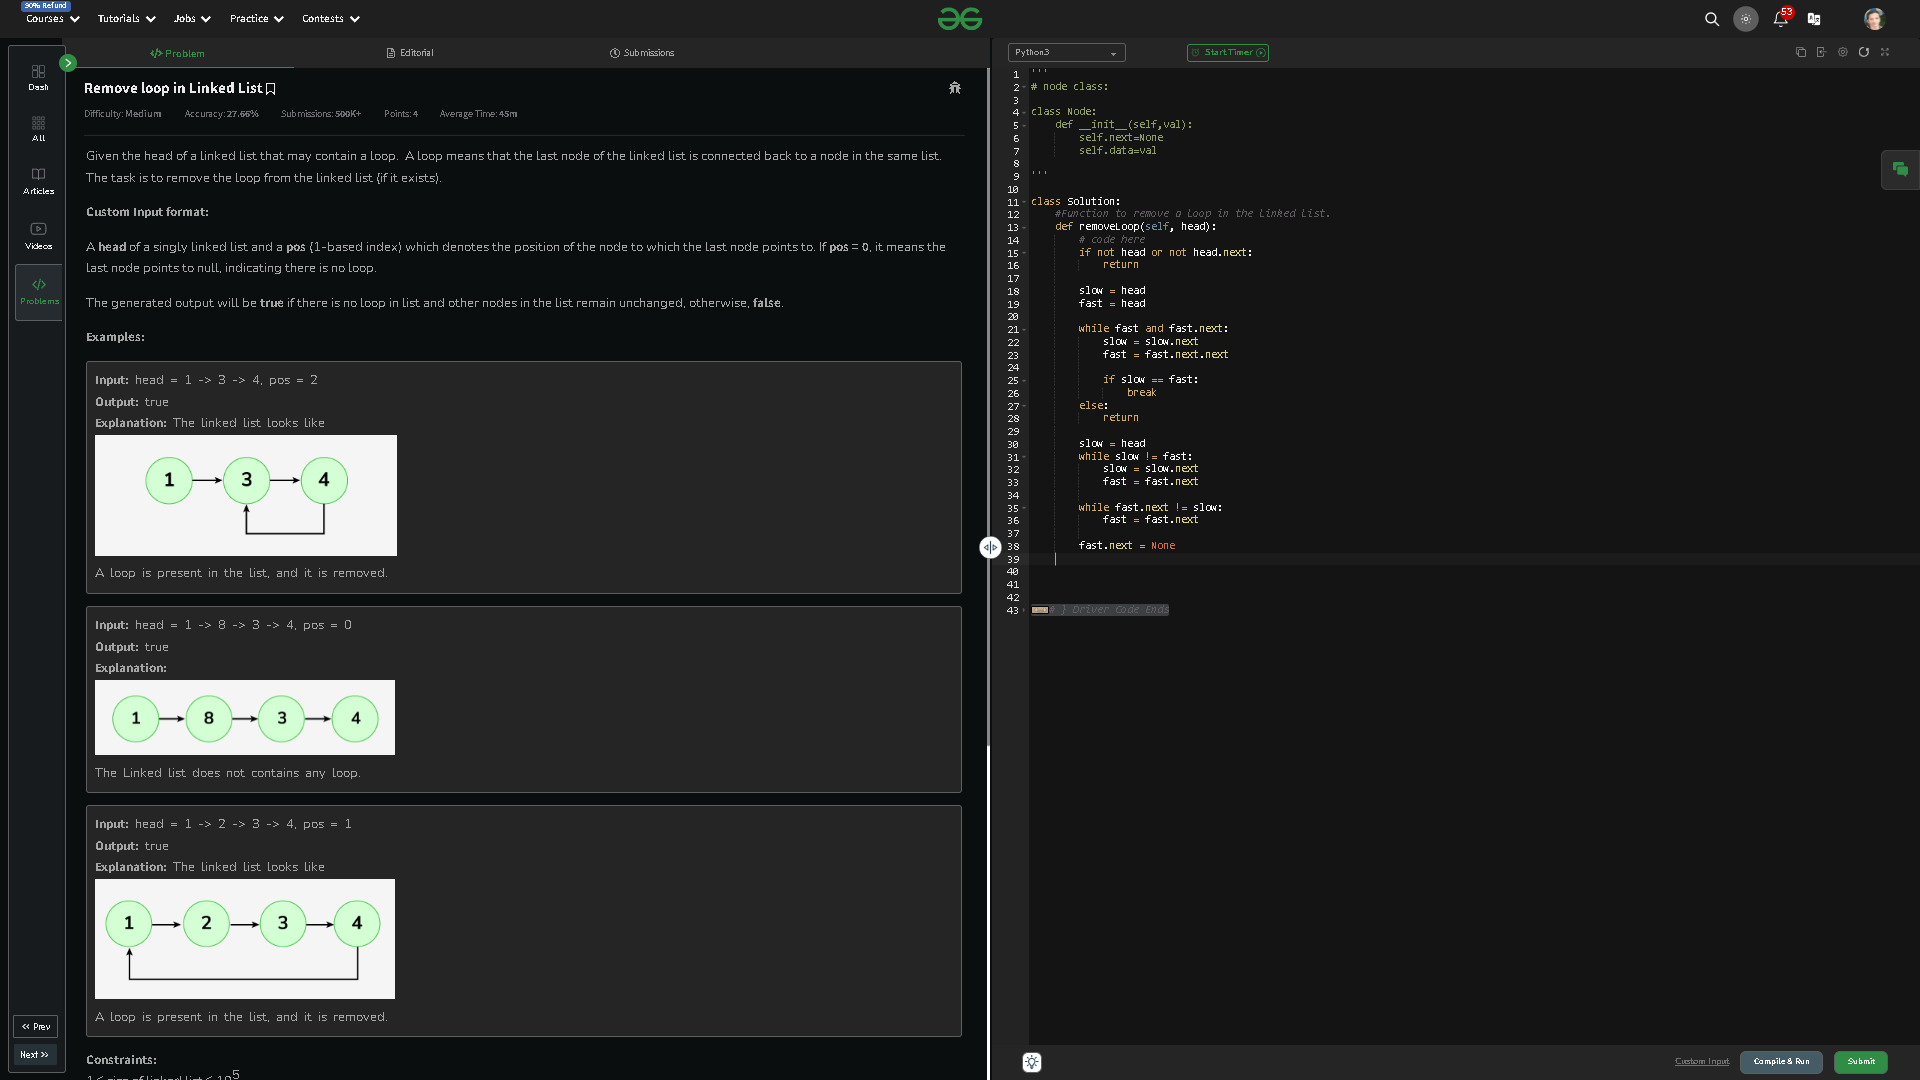 90% Refund
Courses
Tutorials
Jobs
Practice
Contests
53
Dash
All
Articles
Videos
Problems
<< Prev
Next >>
</> Problem
Editorial
Submissions
Remove loop in Linked List
Difficulty: Medium
Accuracy: 27.66%
Submissions: 500K+
Points: 4
Average Time: 45m
Given the head of a linked list that may contain a loop. A loop means that the last node of the linked list is connected back to a node in the same list.
The task is to remove the loop from the linked list (if it exists).
Custom Input format:
A head of a singly linked list and a pos (1-based index) which denotes the position of the node to which the last node points to. If pos = 0, it means the
last node points to null, indicating there is no loop.
The generated output will be true if there is no loop in list and other nodes in the list remain unchanged, otherwise, false.
Examples:
Input: head = 1 -> 3 -> 4, pos = 2
Output: true
Explanation: The linked list looks like
1 3 4
A loop is present in the list, and it is removed.
Input: head = 1 -> 8 -> 3 -> 4, pos = 0
Output: true
Explanation:
1 8 3 4
The Linked list does not contains any loop.
Input: head = 1 -> 2 -> 3 -> 4, pos = 1
Output: true
Explanation: The linked list looks like
1 2 3 4
A loop is present in the list, and it is removed.
Constraints:
1 ≤ size of linked list ≤ 10^5
Python3
Start Timer
1 '''
2 # node class:
3
4 class Node:
5     def __init__(self,val):
6         self.next=None
7         self.data=val
8
9 '''
10
11 class Solution:
12     #Function to remove a loop in the linked list.
13     def removeLoop(self, head):
14         # code here
15         if not head or not head.next:
16             return
17
18         slow = head
19         fast = head
20
21         while fast and fast.next:
22             slow = slow.next
23             fast = fast.next.next
24
25             if slow == fast:
26                 break
27         else:
28             return
29
30         slow = head
31         while slow != fast:
32             slow = slow.next
33             fast = fast.next
34
35         while fast.next != slow:
36             fast = fast.next
37
38         fast.next = None
39
40
41
42
43 # } Driver Code Ends
Custom Input
Compile & Run
Submit